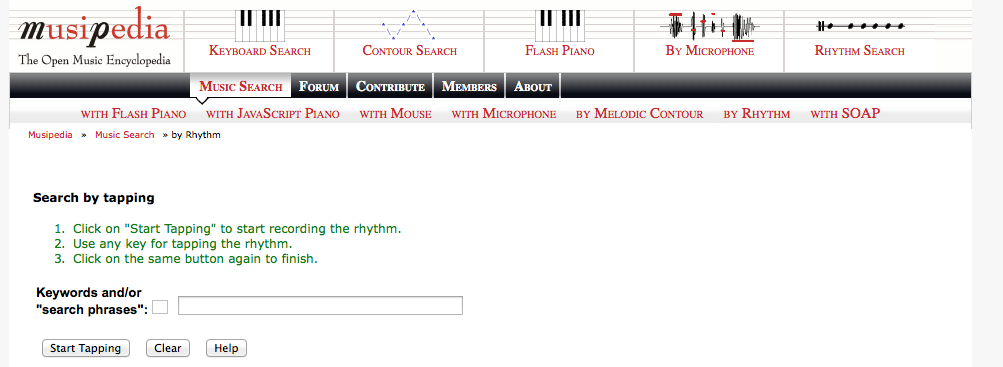 musipedia
The Open Music Encyclopedia
Keyboard Search Contour Search Flash Piano By Microphone Rhythm Search
Music Search Forum Contribute Members About
with Flash Piano with JavaScript Piano with Mouse with Microphone by Melodic Contour by Rhythm with SOAP
Musipedia » Music Search » by Rhythm
Search by tapping
1. Click on "Start Tapping" to start recording the rhythm.
2. Use any key for tapping the rhythm.
3. Click on the same button again to finish.
Keywords and/or
"search phrases":
Start Tapping Clear Help